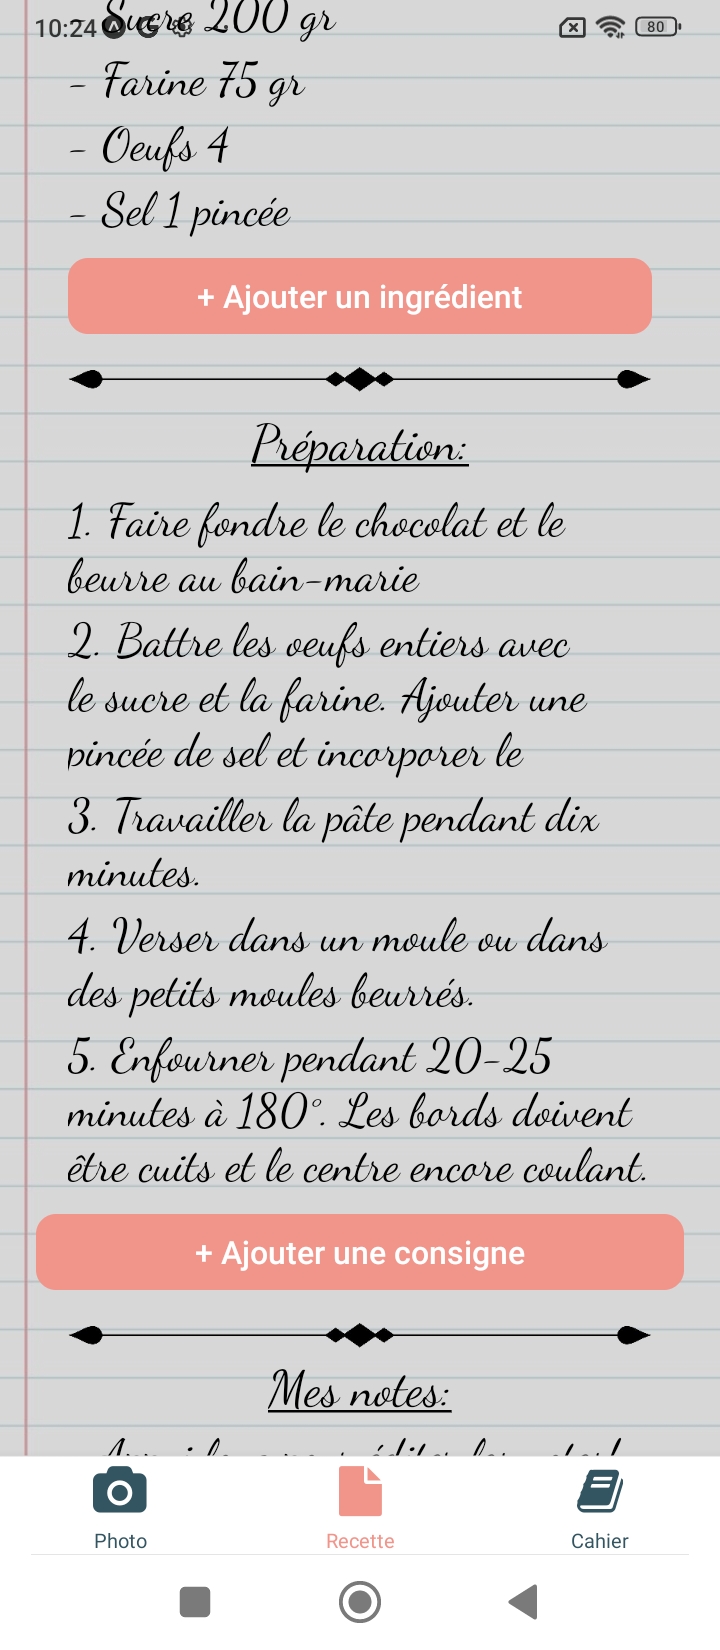 - Sucre 200 gr
10:24
80
- Farine 75 gr
- Oeufs 4
- Sel 1 pincée
+ Ajouter un ingrédient
Préparation:
1. Faire fondre le chocolat et le
beurre au bain-marie
2. Battre les oeufs entiers avec
le sucre et la farine. Ajouter une
pincée de sel et incorporer le
3. Travailler la pâte pendant dix
minutes.
4. Verser dans un moule ou dans
des petits moules beurrés.
5. Enfourner pendant 20-25
minutes à 180°. Les bords doivent
être cuits et le centre encore coulant.
+ Ajouter une consigne
Mes notes:
Photo
Recette
Cahier